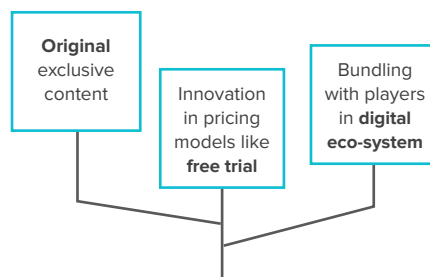 Original
exclusive
content
Innovation
in pricing
models like
free trial
Bundling
with players
in digital
eco-system